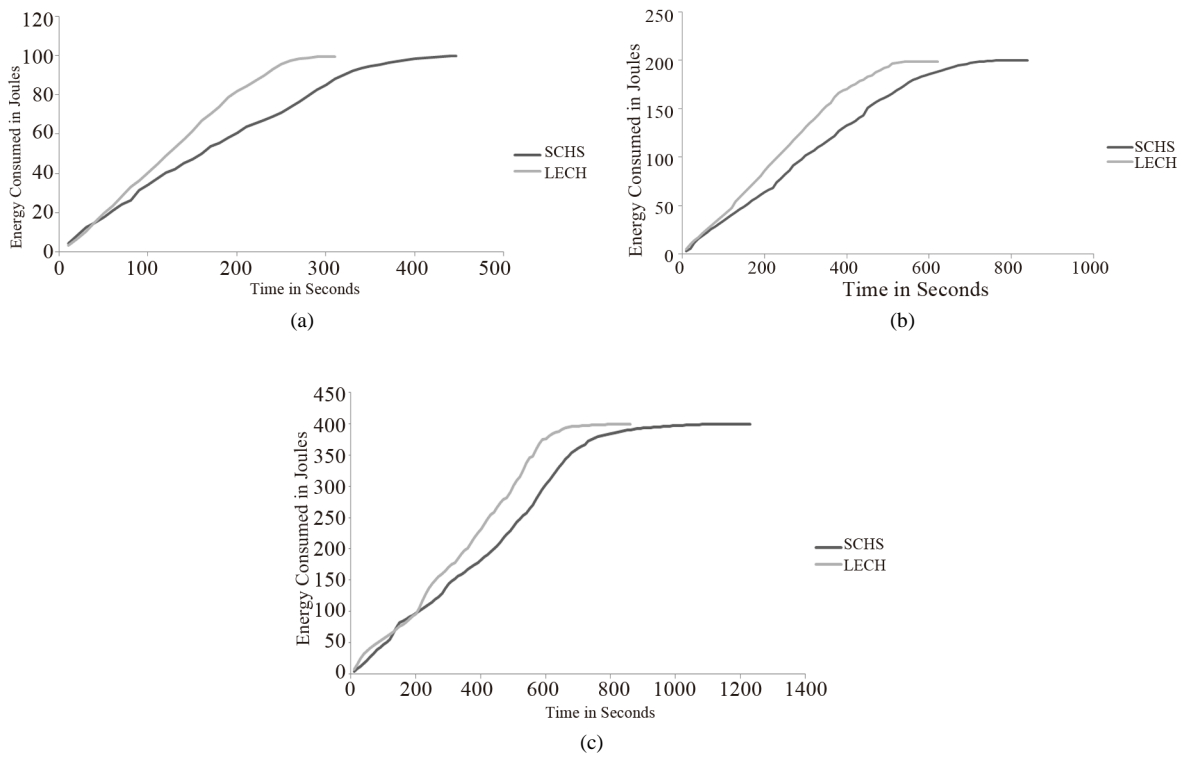 120
100
80
60
40
20
0
Energy Consumed in Joules
0 100 200 300 400 500
Time in Seconds
SCHS
LECH
(a)
250
200
150
100
50
0
Energy Consumed in Joules
0 200 400 600 800 1000
Time in Seconds
SCHS
LECH
(b)
450
400
350
300
250
200
150
100
50
0
Energy Consumed in Joules
0 200 400 600 800 1000 1200 1400
Time in Seconds
SCHS
LECH
(c)